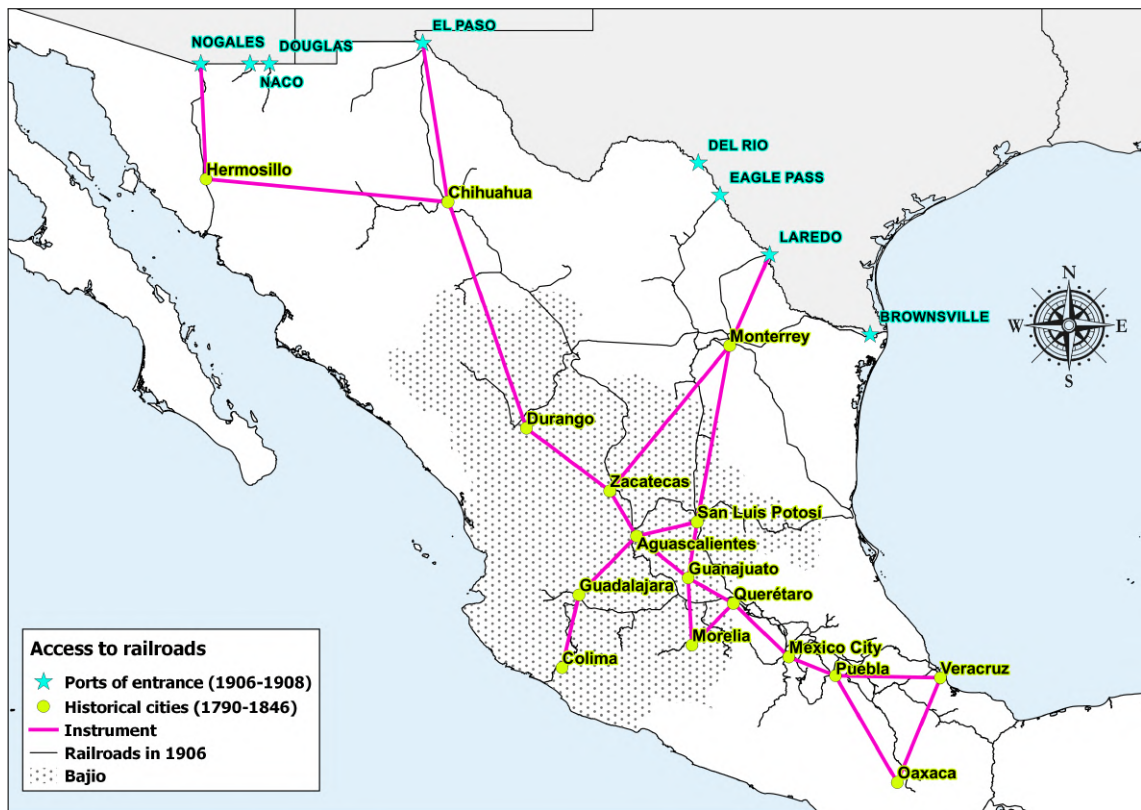 EL PASO
NOGALES
DOUGLAS
NACO
DEL RIO
Hermosillo
EAGLE PASS
Chihuahua
LAREDO
N
W
E
S
BROWNSVILLE
Monterrey
Durango
Zacatecas
San Luis Potosí
Aguascalientes
Guanajuato
Guadalajara
Querétaro
Morelia
Mexico City
Colima
Puebla
Veracruz
Oaxaca
Access to railroads
Ports of entrance (1906-1908)
Historical cities (1790-1846)
Instrument
Railroads in 1906
Bajio